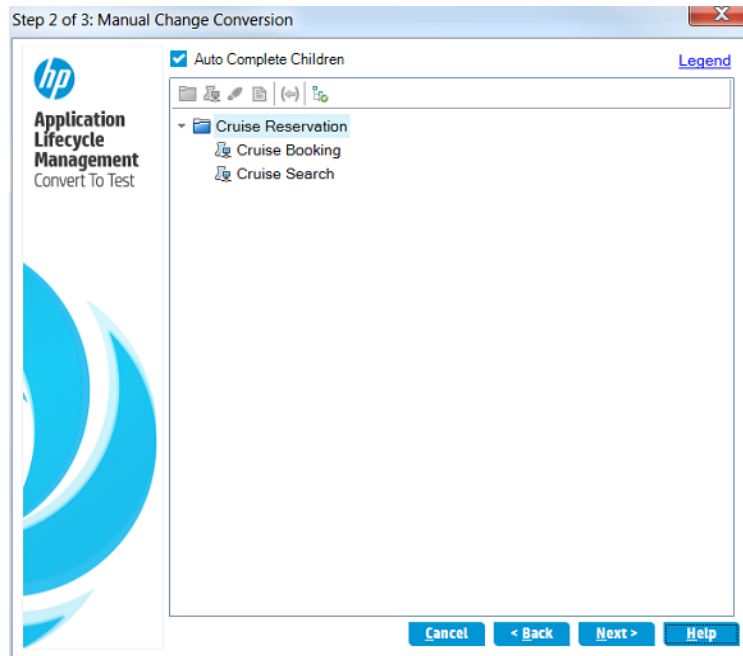 Step 2 of 3: Manual Change Conversion
X
hp
Auto Complete Children
Legend
Application
Lifecycle
Management
Convert To Test
Cruise Reservation
Cruise Booking
Cruise Search
Cancel
< Back
Next >
Help